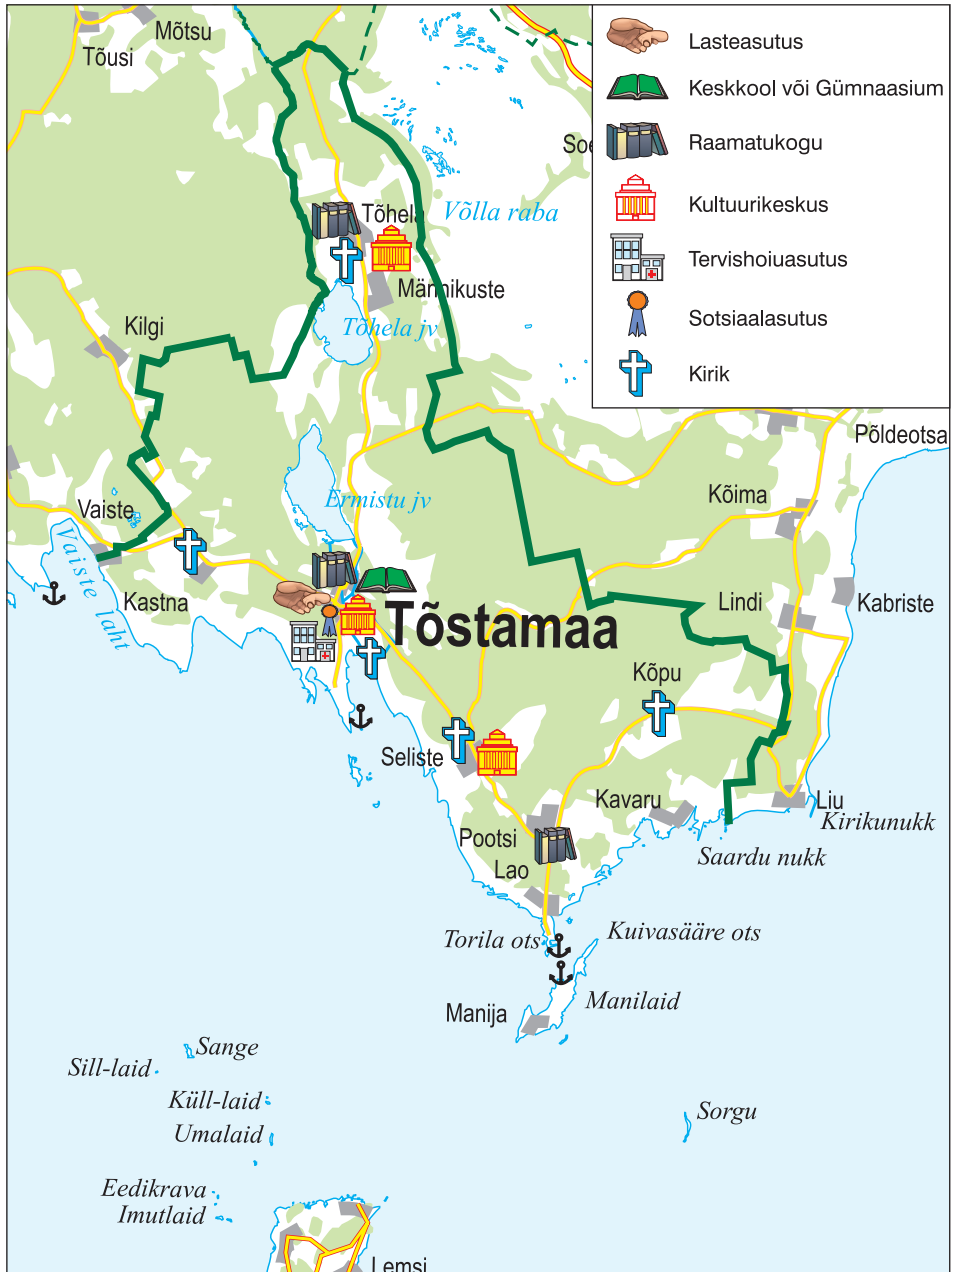 Mõtsu
Tõusi
Lasteasutus
Keskkool või Gümnaasium
Raamatukogu
Kultuurikeskus
Tervishoiuasutus
Sotsiaalasutus
Kirik
Soe
Tõhela
Võlla raba
Männikuste
Kilgi
Tõhela jv
Põldeotsa
Ermistu jv
Kõima
Vaiste
Vaiste laht
Kastna
Lindi
Kabriste
Tõstamaa
Kõpu
Seliste
Kavaru
Liu
Kirikunukk
Pootsi
Saardu nukk
Lao
Torila ots
Kuivasääre ots
Manilaid
Manija
Sange
Sill-laid
Küll-laid
Sorgu
Umalaid
Eedikrava
Imutlaid
Lemsi